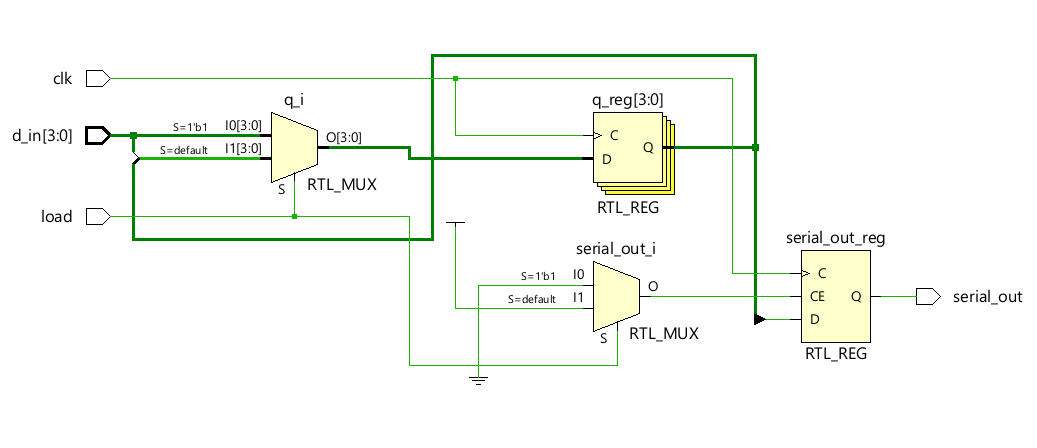 clk
q_i
q_reg[3:0]
d_in[3:0]
S=1'b1
I0[3:0]
O[3:0]
C
S=default
I1[3:0]
Q
D
S
RTL_MUX
RTL_REG
load
serial_out_i
serial_out_reg
S=1'b1
I0
C
S=default
I1
O
CE
Q
serial_out
D
S
RTL_MUX
RTL_REG